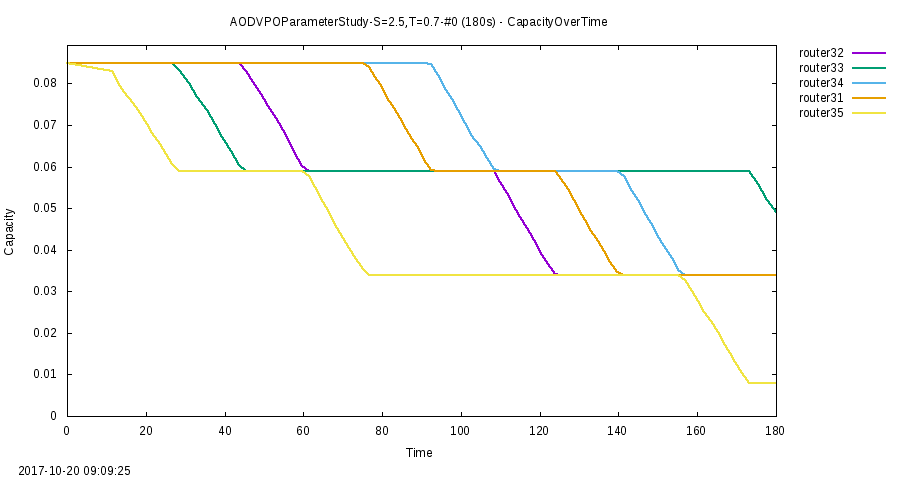 AODVPOParameterStudy-S=2.5,T=0.7-#0 (180s) - CapacityOverTime
router32
router33
router34
router31
router35
0.08
0.07
0.06
0.05
0.04
0.03
0.02
0.01
0
Capacity
0 20 40 60 80 100 120 140 160 180
Time
2017-10-20 09:09:25